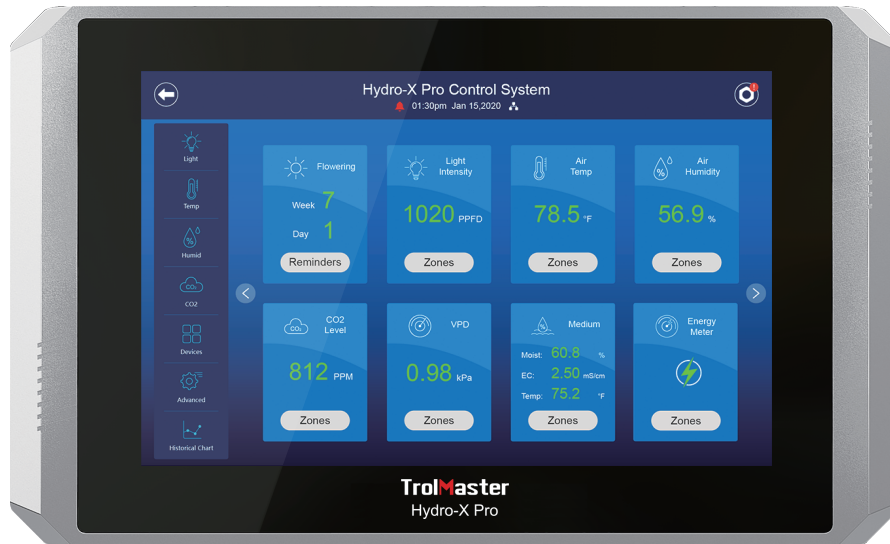 Hydro-X Pro Control System
01:30pm Jan 15,2020
Light
Temp
%
Humid
CO2
CO2
Devices
Advanced
Historical Chart
Flowering
Week 7
Day 1
Reminders
Light
Intensity
1020 PPFD
Zones
Air
Temp
78.5 °F
Zones
%
Air
Humidity
56.9 %
Zones
CO2
CO2
Level
812 PPM
Zones
VPD
0.98 kPa
Zones
%
Medium
Moist: 60.8 %
EC: 2.50 mS/cm
Temp: 75.2 °F
Zones
Energy
Meter
Zones
TrolMaster
Hydro-X Pro